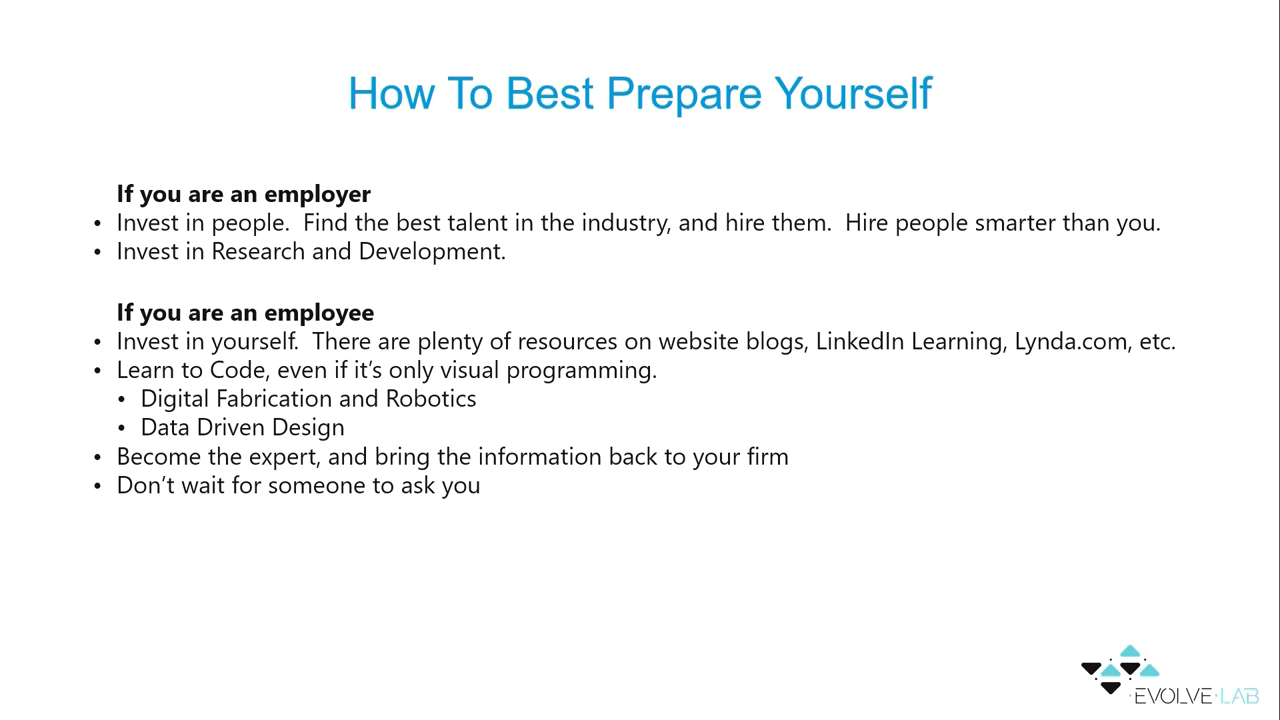 How To Best Prepare Yourself
If you are an employer
• Invest in people.  Find the best talent in the industry, and hire them.  Hire people smarter than you.
• Invest in Research and Development.
If you are an employee
• Invest in yourself.  There are plenty of resources on website blogs, LinkedIn Learning, Lynda.com, etc.
• Learn to Code, even if it’s only visual programming.
• Digital Fabrication and Robotics
• Data Driven Design
• Become the expert, and bring the information back to your firm
• Don’t wait for someone to ask you
EVOLVE·LAB